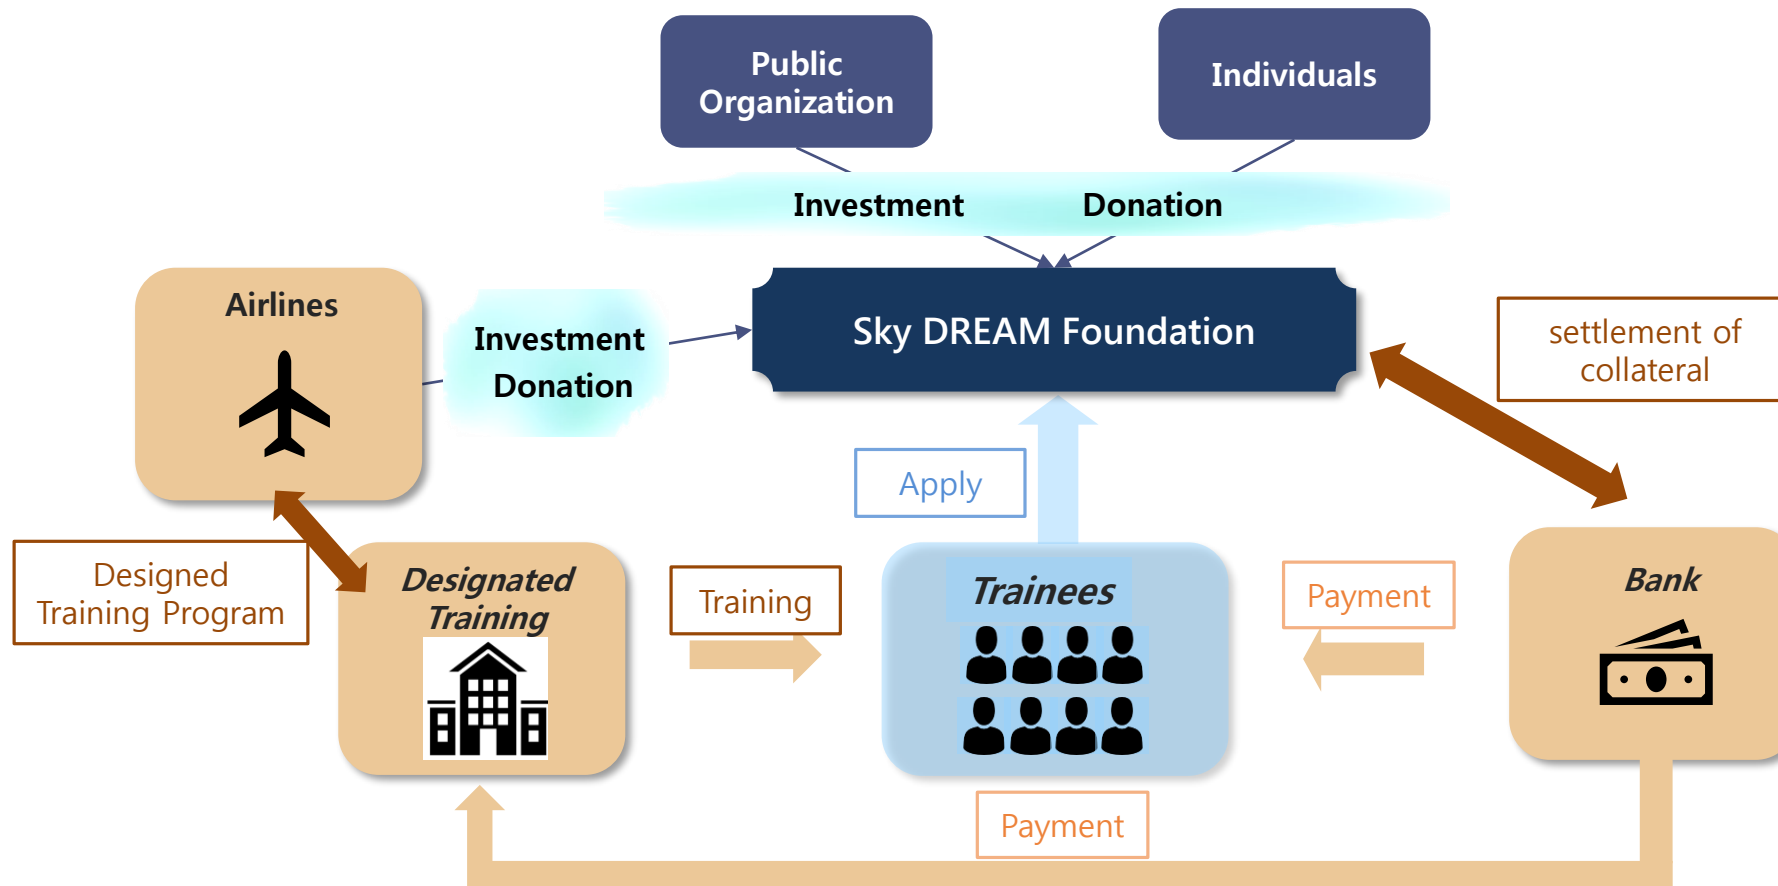 Public
Organization
Individuals
Investment
Donation
Airlines
Investment
Donation
Sky DREAM Foundation
settlement of
collateral
Apply
Designed
Training Program
Designated
Training
Training
Trainees
Payment
Bank
Payment